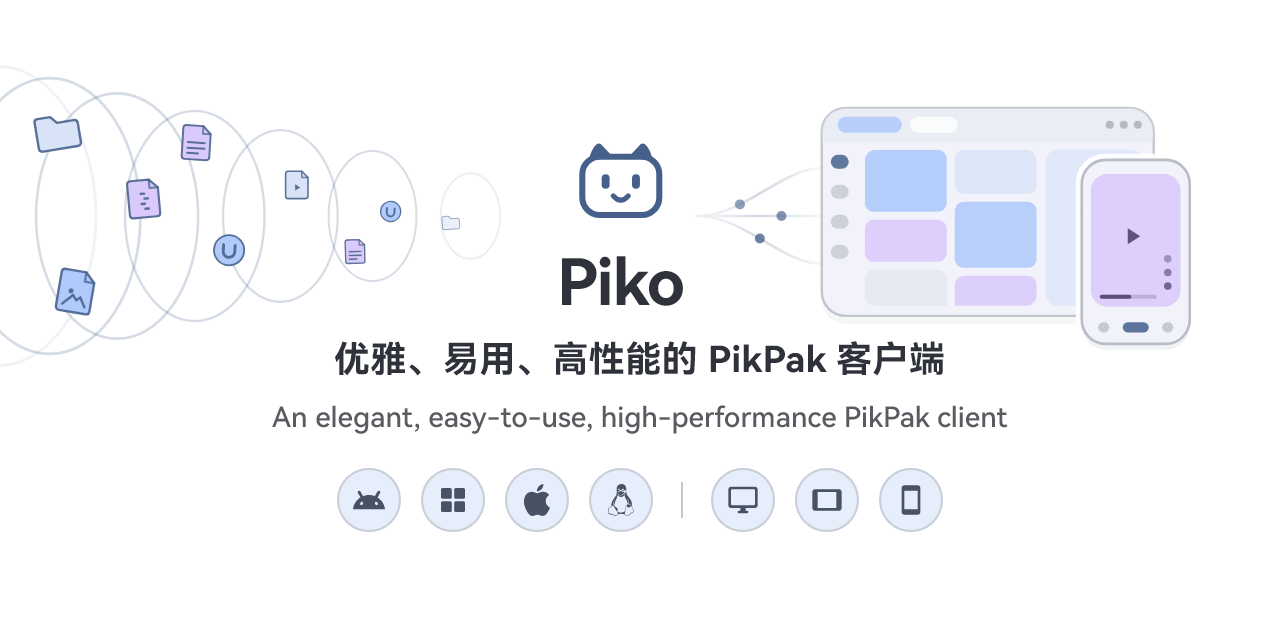 Piko
优雅、易用、高性能的 PikPak 客户端
An elegant, easy-to-use, high-performance PikPak client